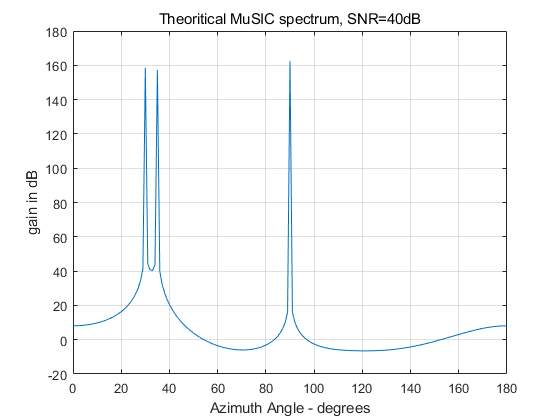 Theoritical MuSIC spectrum, SNR=40dB
180
160
140
120
100
80
60
40
20
0
-20
gain in dB
0 20 40 60 80 100 120 140 160 180
Azimuth Angle - degrees